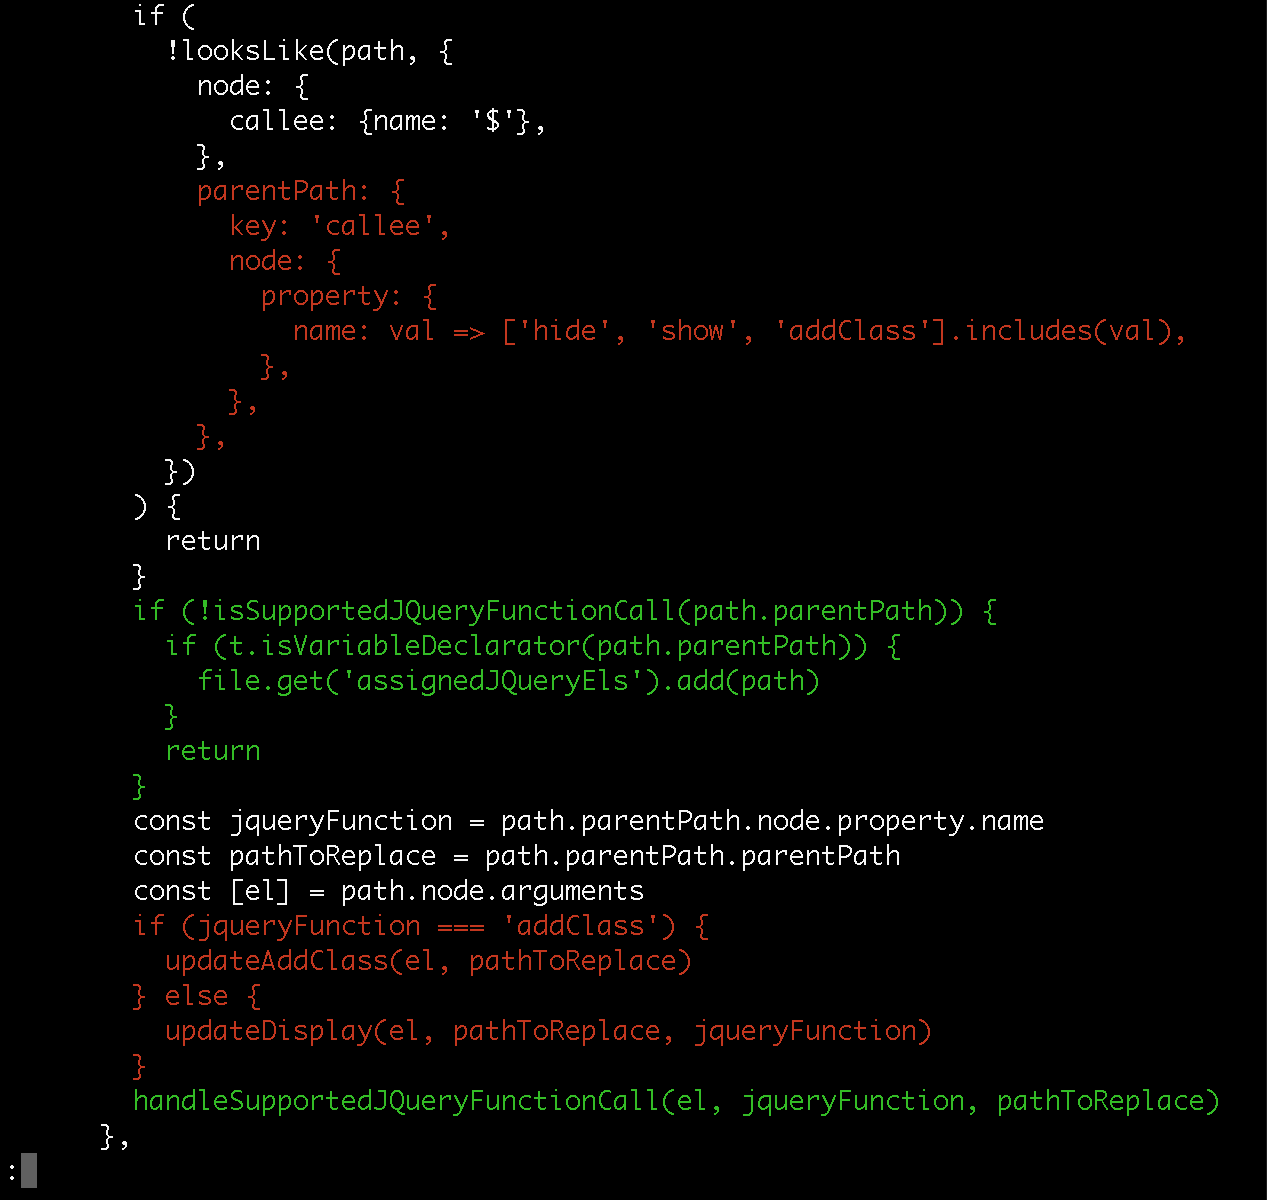 if (
!looksLike(path, {
node: {
callee: {name: '$'},
},
parentPath: {
key: 'callee',
node: {
property: {
name: val => ['hide', 'show', 'addClass'].includes(val),
},
},
},
})
) {
return
}
if (!isSupportedJQueryFunctionCall(path.parentPath)) {
if (t.isVariableDeclarator(path.parentPath)) {
file.get('assignedJQueryEls').add(path)
}
return
}
const jqueryFunction = path.parentPath.node.property.name
const pathToReplace = path.parentPath.parentPath
const [el] = path.node.arguments
if (jqueryFunction === 'addClass') {
updateAddClass(el, pathToReplace)
} else {
updateDisplay(el, pathToReplace, jqueryFunction)
}
handleSupportedJQueryFunctionCall(el, jqueryFunction, pathToReplace)
},
: